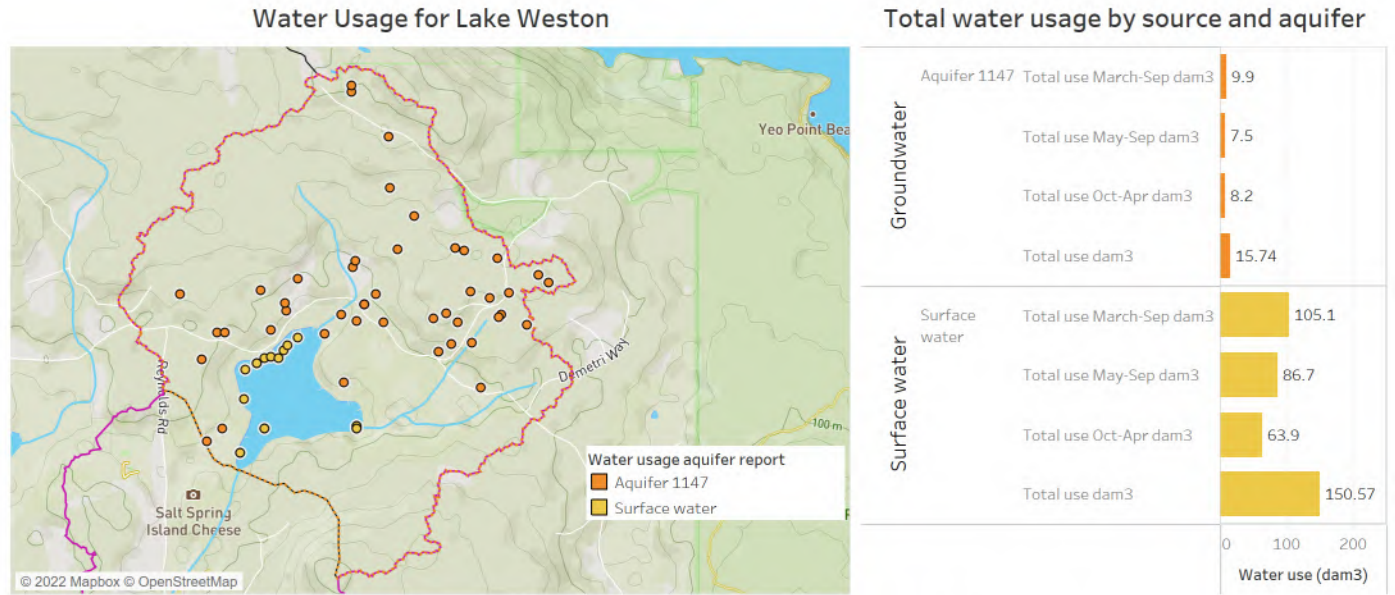 Water Usage for Lake Weston
Yeo Point Bea
Reynolds Rd
Demetri Way
100 m
Salt Spring
Island Cheese
Water usage aquifer report
Aquifer 1147
Surface water
© 2022 Mapbox © OpenStreetMap
Total water usage by source and aquifer
Groundwater
Aquifer 1147
Total use March-Sep dam3 9.9
Total use May-Sep dam3 7.5
Total use Oct-Apr dam3 8.2
Total use dam3 15.74
Surface water
Surface
water
Total use March-Sep dam3 105.1
Total use May-Sep dam3 86.7
Total use Oct-Apr dam3 63.9
Total use dam3 150.57
0 100 200
Water use (dam3)